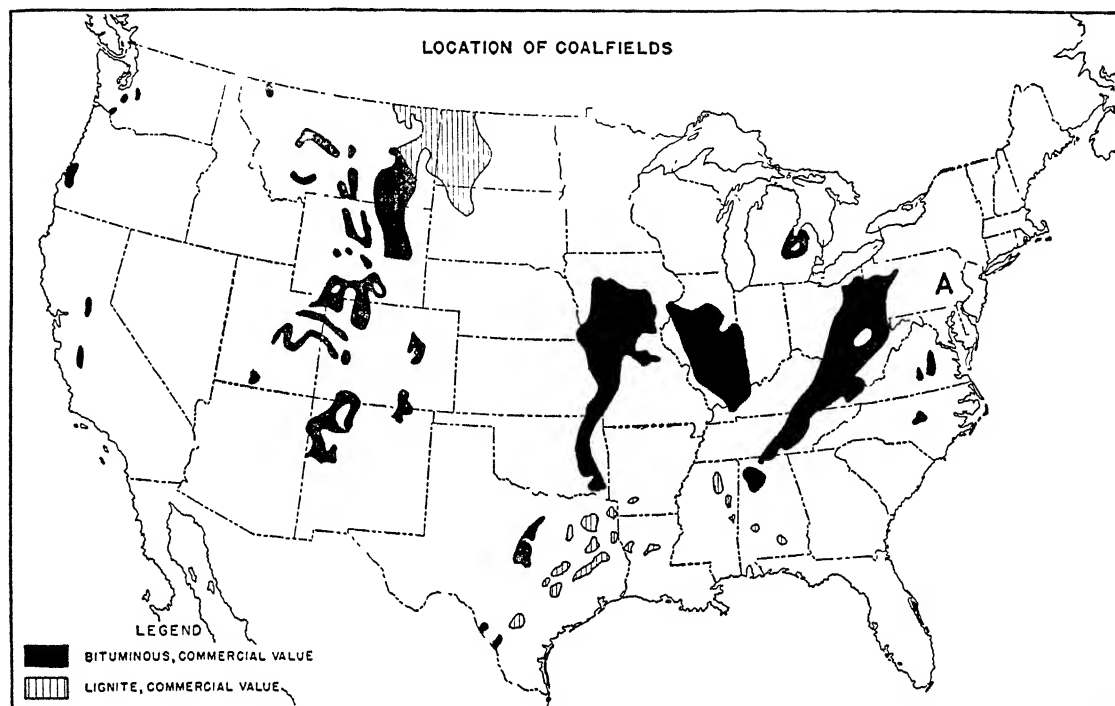 LOCATION OF COALFIELDS
A
LEGEND
BITUMINOUS, COMMERCIAL VALUE
LIGNITE, COMMERCIAL VALUE